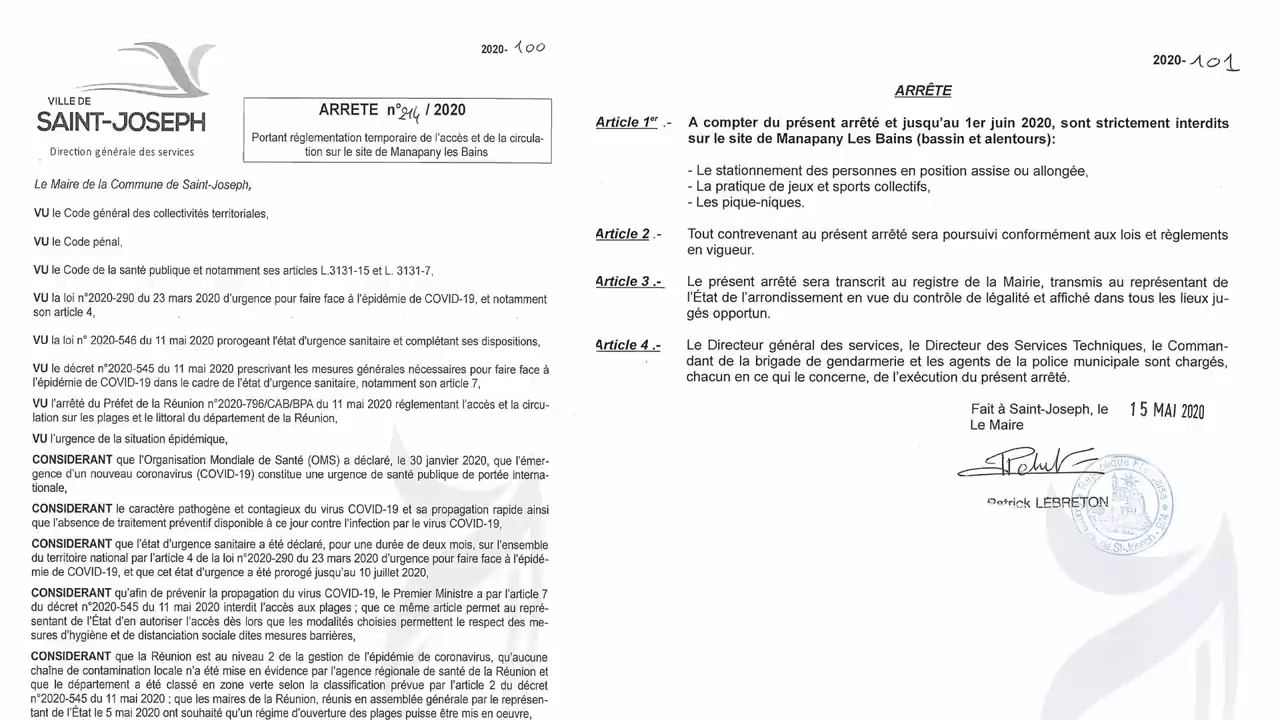 2020- 100
VILLE DE
SAINT-JOSEPH
Direction générale des services
ARRETE n°214 / 2020
Portant réglementation temporaire de l'accès et de la circula-
tion sur le site de Manapany les Bains
Le Maire de la Commune de Saint-Joseph,
VU le Code général des collectivités territoriales,
VU le Code pénal,
VU le Code de la santé publique et notamment ses articles L.3131-15 et L. 3131-7,
VU la loi n°2020-290 du 23 mars 2020 d'urgence pour faire face à l'épidémie de COVID-19, et notamment
son article 4,
VU la loi n° 2020-546 du 11 mai 2020 prorogeant l'état d'urgence sanitaire et complétant ses dispositions,
VU le décret n°2020-545 du 11 mai 2020 prescrivant les mesures générales nécessaires pour faire face à
l'épidémie de COVID-19 dans le cadre de l'état d'urgence sanitaire, notamment son article 7,
VU l'arrêté du Préfet de la Réunion n°2020-796/CAB/BPA du 11 mai 2020 réglementant l'accès et la circu-
lation sur les plages et le littoral du département de la Réunion,
VU l'urgence de la situation épidémique,
CONSIDERANT que l'Organisation Mondiale de Santé (OMS) a déclaré, le 30 janvier 2020, que l'émer-
gence d'un nouveau coronavirus (COVID-19) constitue une urgence de santé publique de portée interna-
tionale,
CONSIDERANT le caractère pathogène et contagieux du virus COVID-19 et sa propagation rapide ainsi
que l'absence de traitement préventif disponible à ce jour contre l'infection par le virus COVID-19,
CONSIDERANT que l'état d'urgence sanitaire a été déclaré, pour une durée de deux mois, sur l'ensemble
du territoire national par l'article 4 de la loi n°2020-290 du 23 mars 2020 d'urgence pour faire face à l'épidé-
mie de COVID-19, et que cet état d'urgence a été prorogé jusqu'au 10 juillet 2020,
CONSIDERANT qu'afin de prévenir la propagation du virus COVID-19, le Premier Ministre a par l'article 7
du décret n°2020-545 du 11 mai 2020 interdit l'accès aux plages ; que ce même article permet au repré-
sentant de l'État d'en autoriser l'accès dès lors que les modalités choisies permettent le respect des me-
sures d'hygiène et de distanciation sociale dites mesures barrières,
CONSIDERANT que la Réunion est au niveau 2 de la gestion de l'épidémie de coronavirus, qu'aucune
chaîne de contamination locale n'a été mise en évidence par l'agence régionale de santé de la Réunion et
que le département a été classé en zone verte selon la classification prévue par l'article 2 du décret
n°2020-545 du 11 mai 2020 ; que les maires de la Réunion, réunis en assemblée générale par le représen-
tant de l'État le 5 mai 2020 ont souhaité qu'un régime d'ouverture des plages puisse être mis en oeuvre,
2020- 101
ARRÊTE
Article 1er .- A compter du présent arrêté et jusqu'au 1er juin 2020, sont strictement interdits
sur le site de Manapany Les Bains (bassin et alentours):
- Le stationnement des personnes en position assise ou allongée,
- La pratique de jeux et sports collectifs,
- Les pique-niques.
Article 2 .- Tout contrevenant au présent arrêté sera poursuivi conformément aux lois et règlements
en vigueur.
Article 3 .- Le présent arrêté sera transcrit au registre de la Mairie, transmis au représentant de
l'État de l'arrondissement en vue du contrôle de légalité et affiché dans tous les lieux ju-
gés opportun.
Article 4 .- Le Directeur général des services, le Directeur des Services Techniques, le Comman-
dant de la brigade de gendarmerie et les agents de la police municipale sont chargés,
chacun en ce qui le concerne, de l'exécution du présent arrêté.
Fait à Saint-Joseph, le 15 MAI 2020
Le Maire
Patrick LEBRETON